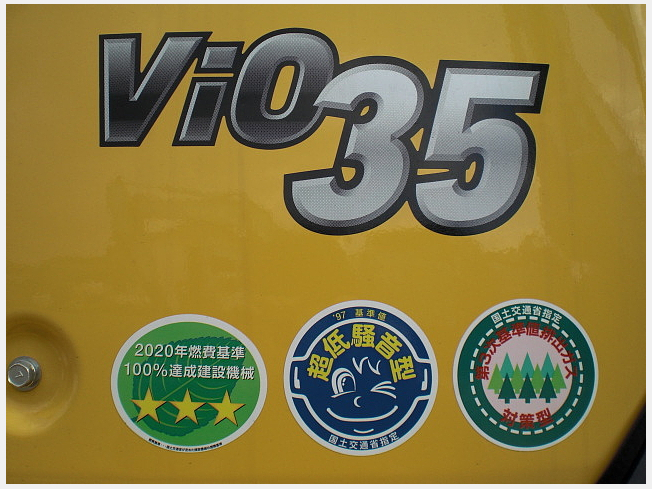 ViO35
2020年燃費基準
100%達成建設機械
'97 基準値
超低騒音型
国土交通省指定
国土交通省指定
第3次基準値排出ガス
対策型